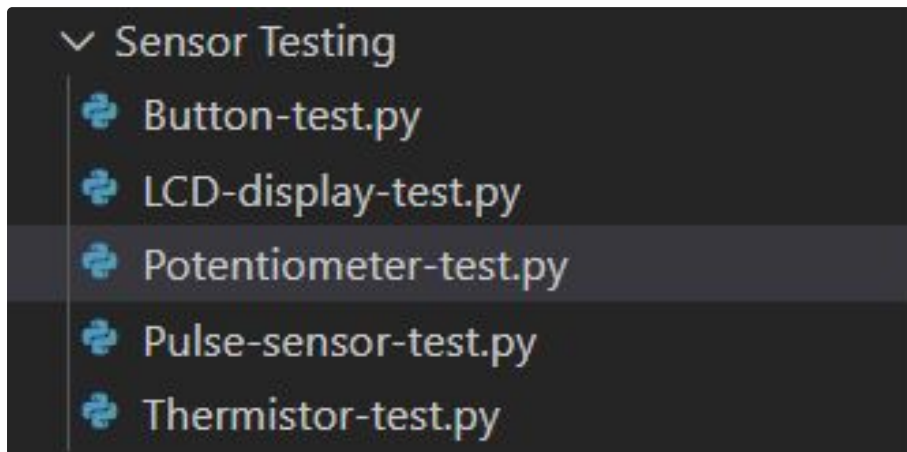 Sensor Testing
Button-test.py
LCD-display-test.py
Potentiometer-test.py
Pulse-sensor-test.py
Thermistor-test.py